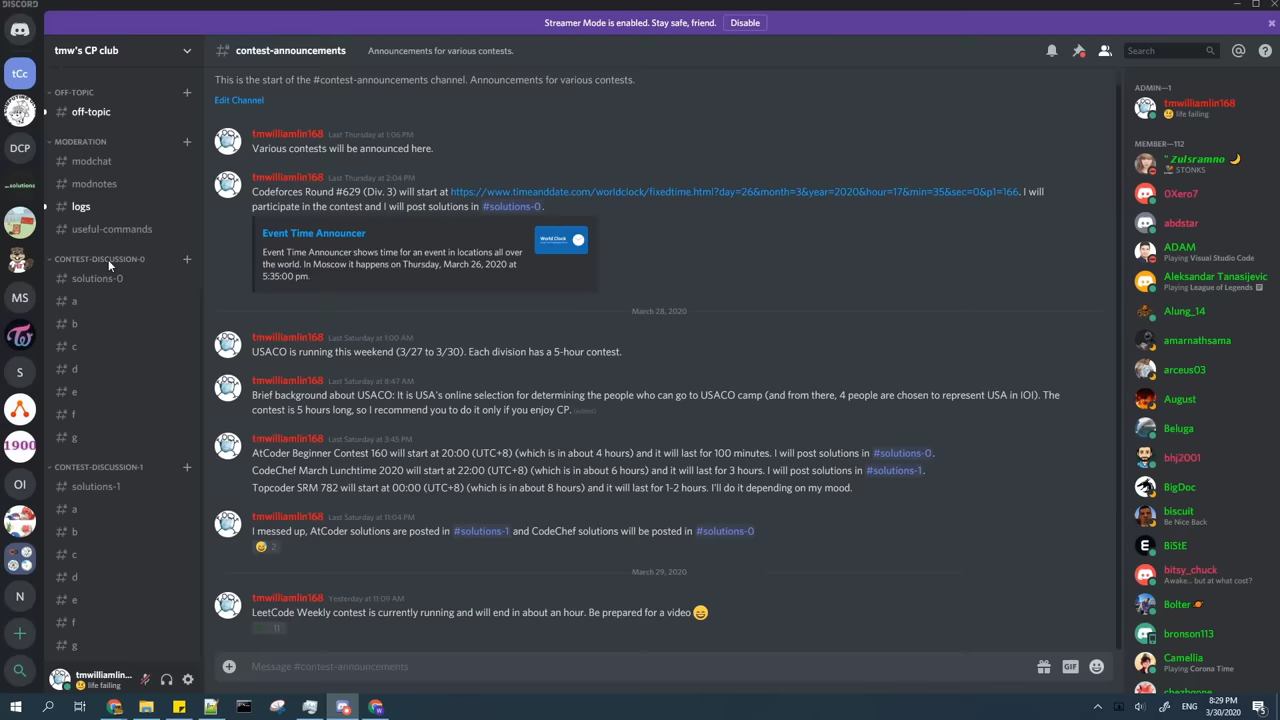 DISCORD
Streamer Mode is enabled. Stay safe, friend. Disable
tmw's CP club
# contest-announcements Announcements for various contests.
Search
tCc
DCP
MS
S
1900
OI
N
OFF-TOPIC
# off-topic
MODERATION
# modchat
# modnotes
# logs
# useful-commands
CONTEST-DISCUSSION-0
# solutions-0
# a
# b
# c
# d
# e
# f
# g
CONTEST-DISCUSSION-1
# solutions-1
# a
# b
# c
# d
# e
# f
# g
tmwilliamlin...
life failing
This is the start of the #contest-announcements channel. Announcements for various contests.
Edit Channel
tmwilliamlin168 Last Thursday at 1:06 PM
Various contests will be announced here.
tmwilliamlin168 Last Thursday at 2:04 PM
Codeforces Round #629 (Div. 3) will start at https://www.timeanddate.com/worldclock/fixedtime.html?day=26&month=3&year=2020&hour=17&min=35&sec=0&p1=166. I will
participate in the contest and I will post solutions in #solutions-0.
Event Time Announcer
Event Time Announcer shows time for an event in locations all over
the world. In Moscow it happens on Thursday, March 26, 2020 at
5:35:00 pm.
World Clock
March 28, 2020
tmwilliamlin168 Last Saturday at 1:00 AM
USACO is running this weekend (3/27 to 3/30). Each division has a 5-hour contest.
tmwilliamlin168 Last Saturday at 8:47 AM
Brief background about USACO: It is USA's online selection for determining the people who can go to USACO camp (and from there, 4 people are chosen to represent USA in IOI). The
contest is 5 hours long, so I recommend you to do it only if you enjoy CP. (edited)
tmwilliamlin168 Last Saturday at 3:45 PM
AtCoder Beginner Contest 160 will start at 20:00 (UTC+8) (which is in about 4 hours) and it will last for 100 minutes. I will post solutions in #solutions-0.
CodeChef March Lunchtime 2020 will start at 22:00 (UTC+8) (which is in about 6 hours) and it will last for 3 hours. I will post solutions in #solutions-1.
Topcoder SRM 782 will start at 00:00 (UTC+8) (which is in about 8 hours) and it will last for 1-2 hours. I'll do it depending on my mood.
tmwilliamlin168 Last Saturday at 11:04 PM
I messed up, AtCoder solutions are posted in #solutions-1 and CodeChef solutions will be posted in #solutions-0
2
March 29, 2020
tmwilliamlin168 Yesterday at 11:09 AM
LeetCode Weekly contest is currently running and will end in about an hour. Be prepared for a video
11
Message #contest-announcements
GIF
ADMIN—1
tmwilliamlin168
life failing
MEMBER—112
" Zulsramno
STONKS
0Xero7
abdstar
ADAM
Playing Visual Studio Code
Aleksandar Tanasijevic
Playing League of Legends
Alung_14
amarnathsama
arceus03
August
Beluga
bhj2001
BigDoc
biscuit
Be Nice Back
BiStE
bitsy_chuck
Awake... but at what cost?
Bolter
bronson113
Camellia
Playing Corona Time
chezbgone
ENG
8:29 PM
3/30/2020